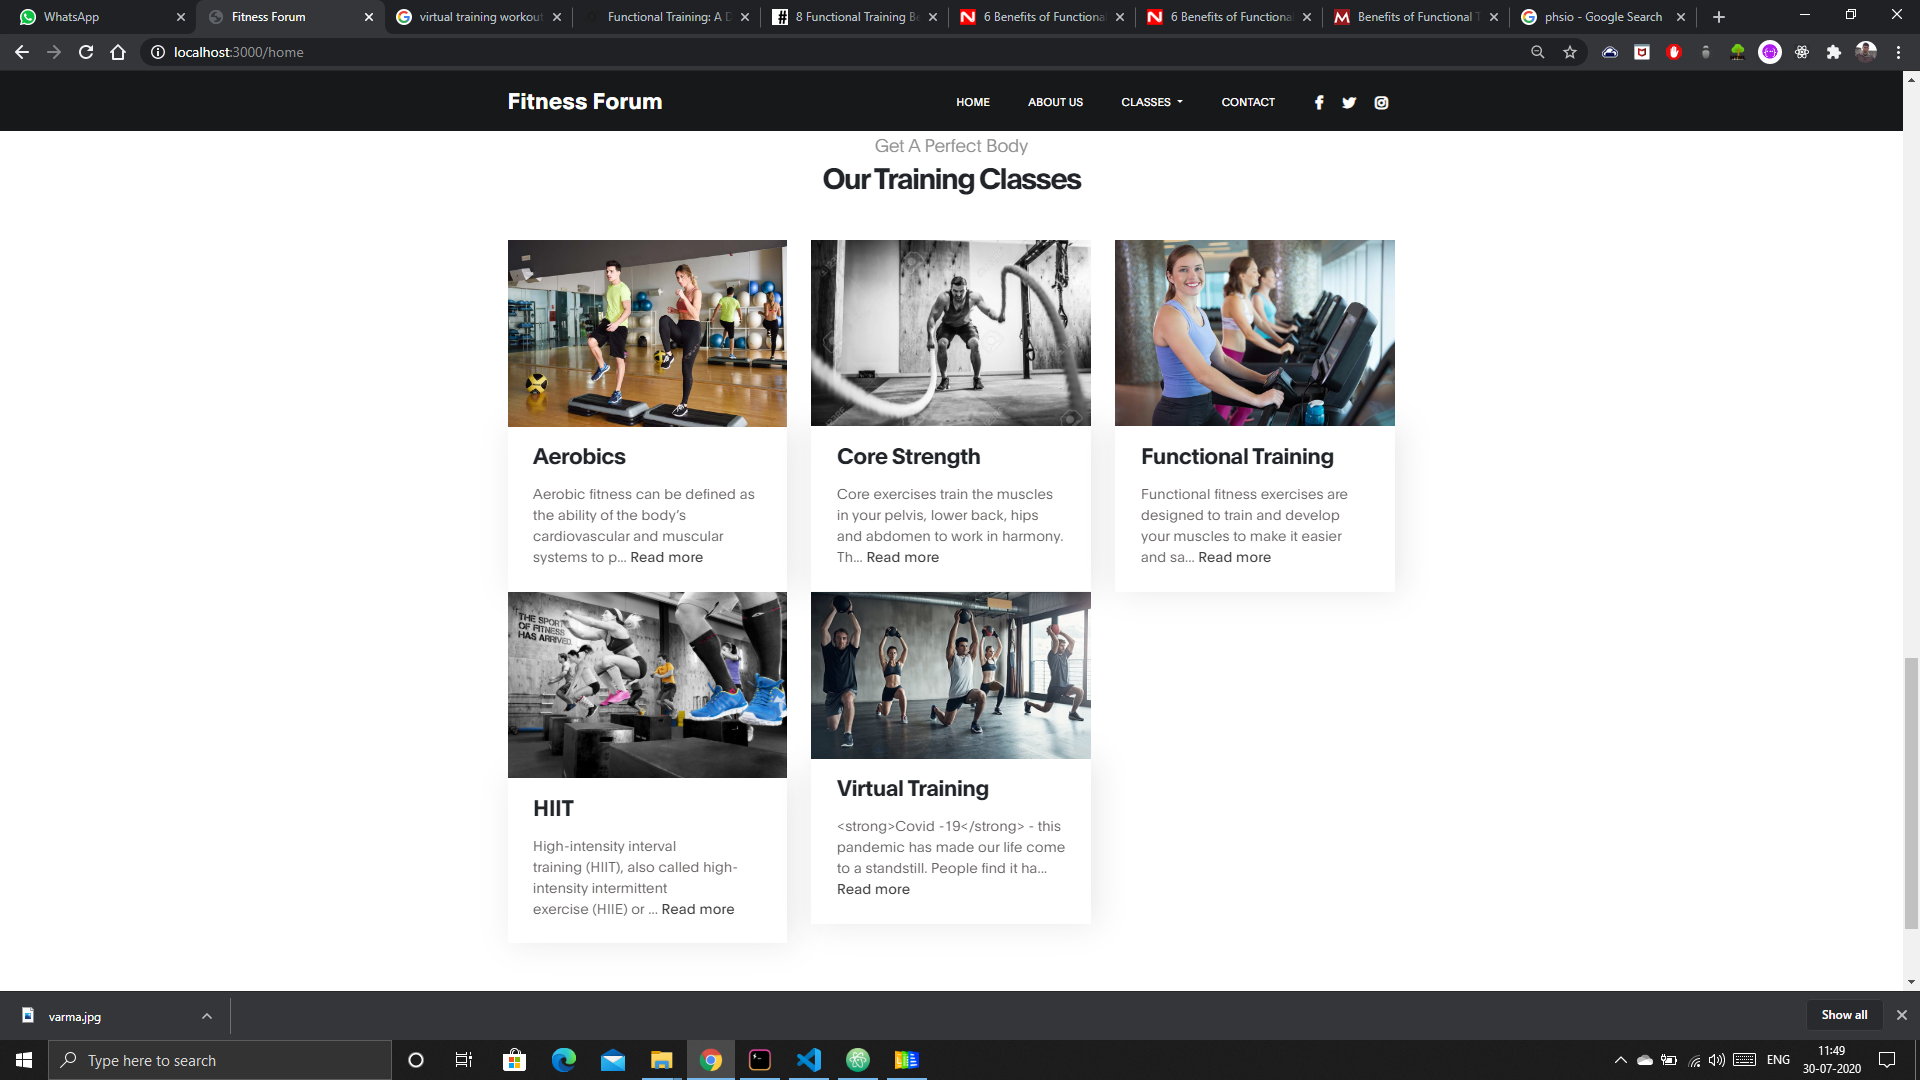 WhatsApp
Fitness Forum
virtual training workout
Functional Training: A D
8 Functional Training Be
6 Benefits of Functiona
6 Benefits of Functiona
Benefits of Functional T
phsio - Google Search
localhost:3000/home
Fitness Forum
HOME
ABOUT US
CLASSES
CONTACT
Get A Perfect Body
Our Training Classes
Aerobics
Aerobic fitness can be defined as
the ability of the body's
cardiovascular and muscular
systems to p... Read more
Core Strength
Core exercises train the muscles
in your pelvis, lower back, hips
and abdomen to work in harmony.
Th... Read more
Functional Training
Functional fitness exercises are
designed to train and develop
your muscles to make it easier
and sa... Read more
THE SPORT
OF FITNESS
HAS ARRIVED.
HIIT
High-intensity interval
training (HIIT), also called high-
intensity intermittent
exercise (HIIE) or ... Read more
Virtual Training
<strong>Covid -19</strong> - this
pandemic has made our life come
to a standstill. People find it ha...
Read more
varma.jpg
Show all
Type here to search
ENG
11:49
30-07-2020